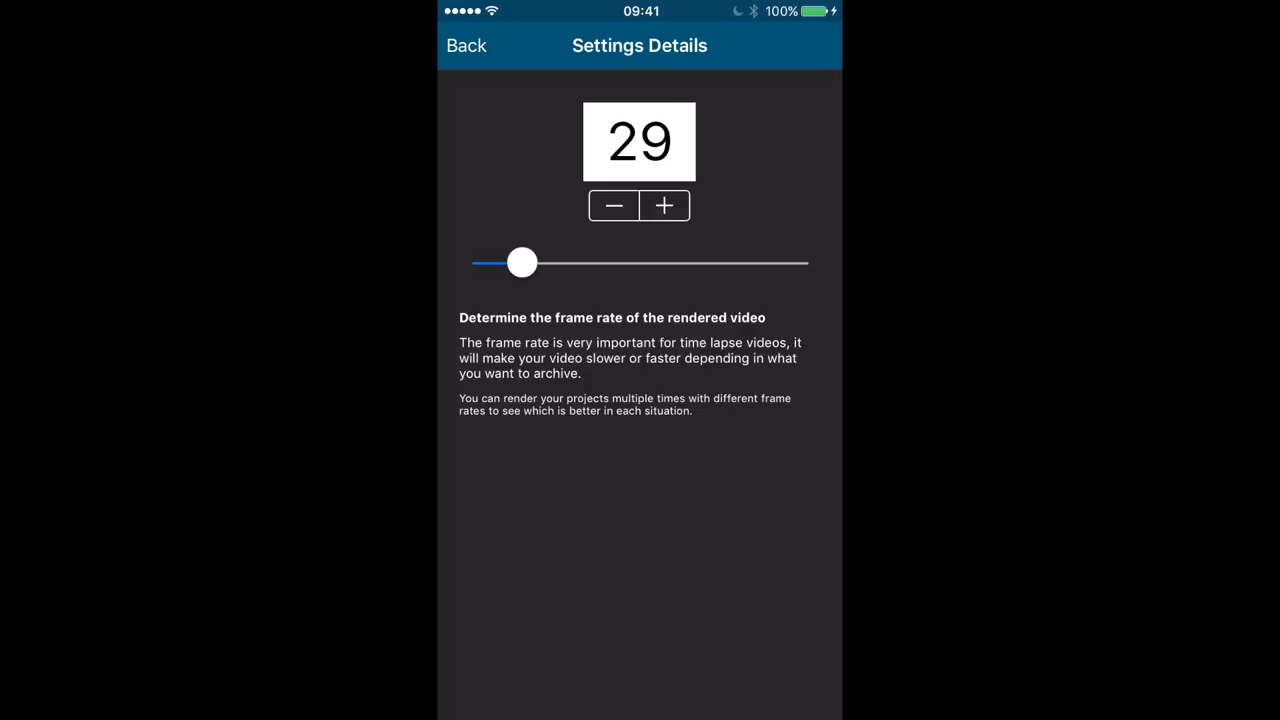 09:41 100%
Back Settings Details
29
− +
Determine the frame rate of the rendered video
The frame rate is very important for time lapse videos, it
will make your video slower or faster depending in what
you want to archive.
You can render your projects multiple times with different frame
rates to see which is better in each situation.